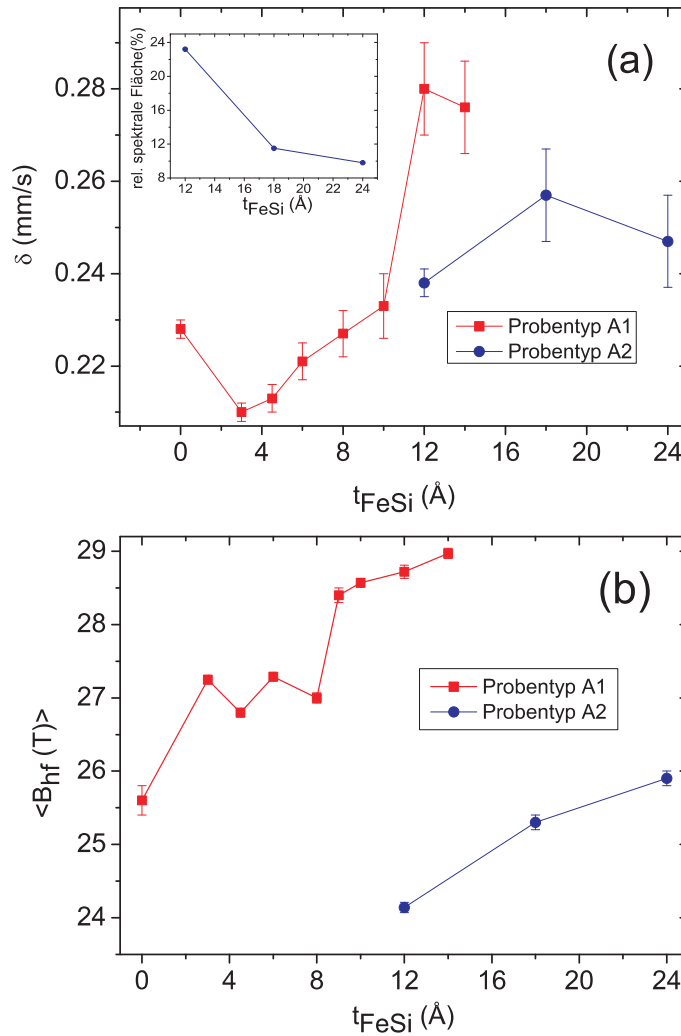 (a)
24
20
16
12
8
rel. spektrale Fläche(%)
12 14 16 18 20 22 24
tFeSi (Å)
0.28
0.26
0.24
0.22
δ (mm/s)
Probentyp A1
Probentyp A2
0 4 8 12 16 20 24
tFeSi (Å)
(b)
29
28
27
26
25
24
<Bhf (T)>
Probentyp A1
Probentyp A2
0 4 8 12 16 20 24
tFeSi (Å)